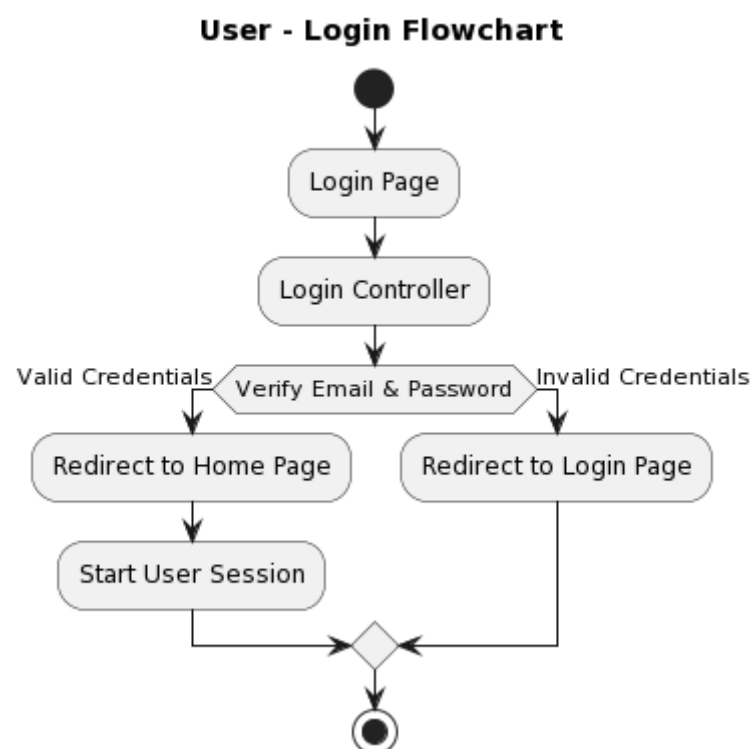 User - Login Flowchart
Login Page
Login Controller
Valid Credentials
Verify Email & Password
Invalid Credentials
Redirect to Home Page
Redirect to Login Page
Start User Session